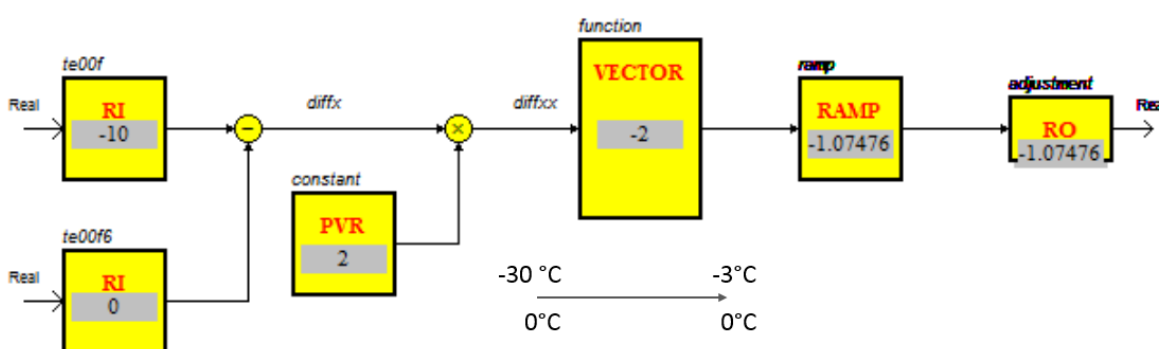 function
te00f
VECTOR
ramp
Real
RI
diffx
diffxx
RAMP
adjustment
Rea
-10
−
×
-2
-1.07476
RO
-1.07476
constant
te00f6
PVR
Real
RI
2
-30 °C
-3°C
0
0°C
0°C